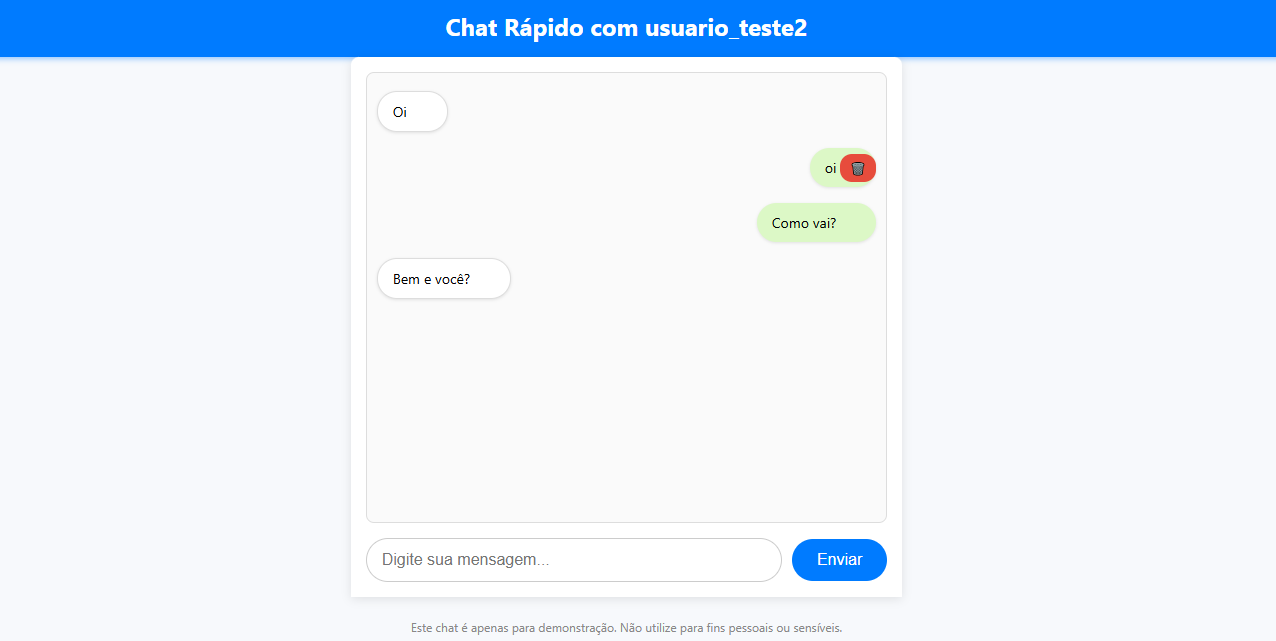 Chat Rápido com usuario_teste2
Oi
oi
Como vai?
Bem e você?
Digite sua mensagem...
Enviar
Este chat é apenas para demonstração. Não utilize para fins pessoais ou sensíveis.